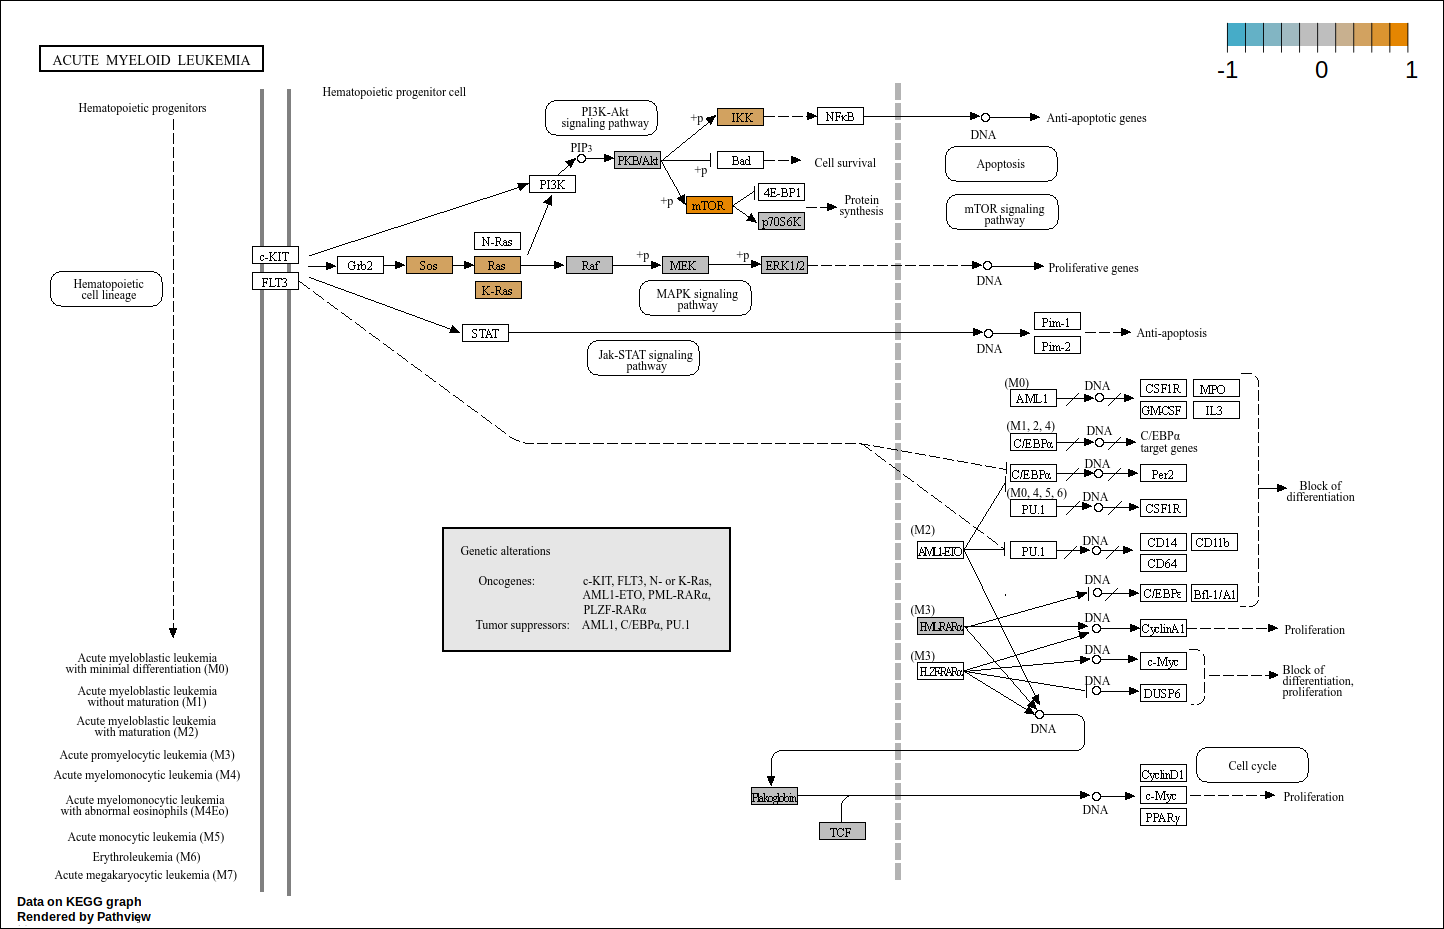 -1
0
1
ACUTE MYELOID LEUKEMIA
Hematopoietic progenitors
Hematopoietic progenitor cell
PI3K-Akt
signaling pathway
+p
IKK
NFκB
DNA
Anti-apoptotic genes
PIP3
PKB/Akt
Bad
+p
Cell survival
Apoptosis
PI3K
4E-BP1
+p
mTOR
p70S6K
Protein
synthesis
mTOR signaling
pathway
N-Ras
c-KIT
Grb2
Sos
Ras
Raf
+p
MEK
+p
ERK1/2
DNA
Proliferative genes
FLT3
K-Ras
Hematopoietic
cell lineage
MAPK signaling
pathway
STAT
DNA
Pim-1
Pim-2
Anti-apoptosis
Jak-STAT signaling
pathway
(M0)
AML1
DNA
CSF1R
MPO
GMCSF
IL3
(M1, 2, 4)
C/EBPα
DNA
C/EBPα
target genes
C/EBPα
DNA
Per2
(M0, 4, 5, 6)
PU.1
DNA
CSF1R
Block of
differentiation
(M2)
AML1-ETO
PU.1
DNA
CD14
CD11b
CD64
DNA
C/EBPε
Bfl-1/A1
Genetic alterations
Oncogenes:
c-KIT, FLT3, N- or K-Ras,
AML1-ETO, PML-RARα,
PLZF-RARα
Tumor suppressors:
AML1, C/EBPα, PU.1
(M3)
PMLRARα
DNA
CyclinA1
Proliferation
(M3)
PLZFRARα
DNA
c-Myc
DNA
DUSP6
Block of
differentiation,
proliferation
DNA
Acute myeloblastic leukemia
with minimal differentiation (M0)
Acute myeloblastic leukemia
without maturation (M1)
Acute myeloblastic leukemia
with maturation (M2)
Acute promyelocytic leukemia (M3)
Acute myelomonocytic leukemia (M4)
Acute myelomonocytic leukemia
with abnormal eosinophils (M4Eo)
Acute monocytic leukemia (M5)
Erythroleukemia (M6)
Acute megakaryocytic leukemia (M7)
Plakoglobin
TCF
DNA
CyclinD1
c-Myc
PPARγ
Cell cycle
Proliferation
Data on KEGG graph
Rendered by Pathview